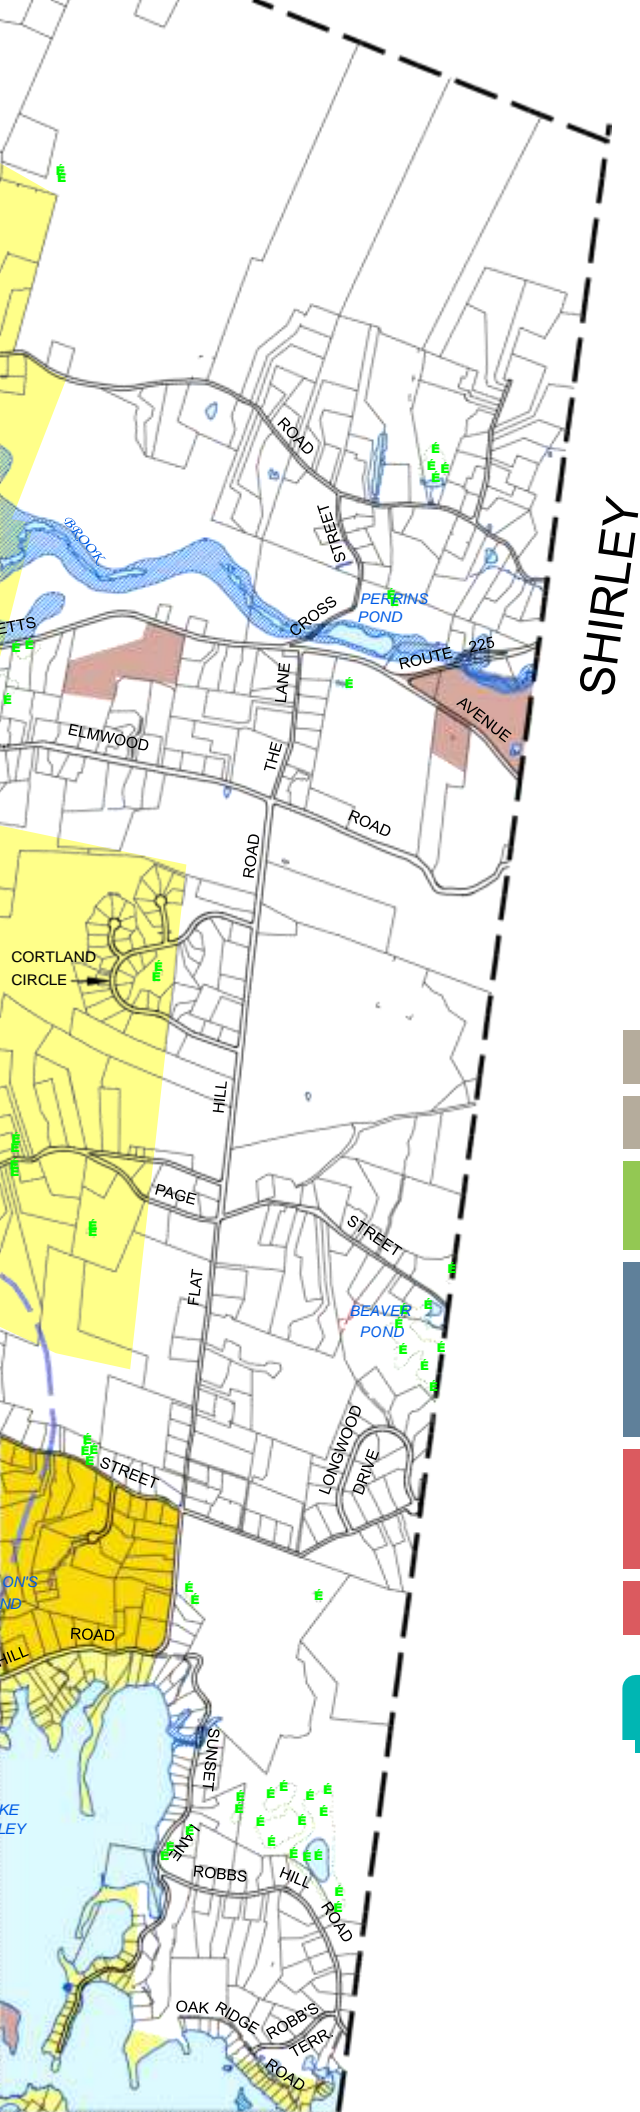 ROAD
SHIRLEY
BROOK
STREET
CROSS
PERRINS
POND
ETTS
ROUTE 225
LANE
AVENUE
ELMWOOD
THE
ROAD
ROAD
CORTLAND
CIRCLE
HILL
PAGE
STREET
FLAT
BEAVER
POND
LONGWOOD
DRIVE
STREET
ON'S
ND
ROAD
HILL
SUNSET
KE
LEY
LANE
ROBBS
HILL
ROAD
OAK RIDGE
ROBB'S
TERR.
ROAD